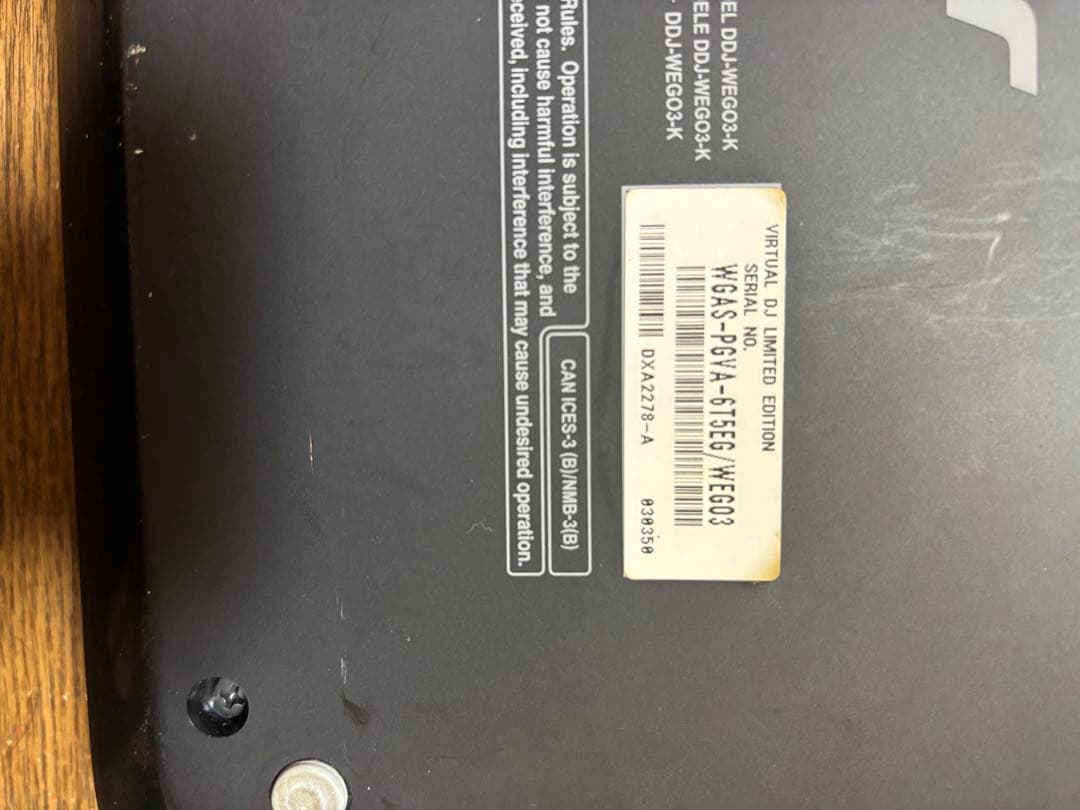 EL DDJ-WEGO3-K
ELE DDJ-WEGO3-K
DDJ-WEGO3-K
VIRTUAL DJ LIMITED EDITION
SERIAL NO.
WGAS-PGVA-6T5EG/WEGO3
DXA2278-A 030350
Rules. Operation is subject to the
not cause harmful interference, and
eceived, including interference that may cause undesired operation.
CAN ICES-3 (B)/NMB-3(B)